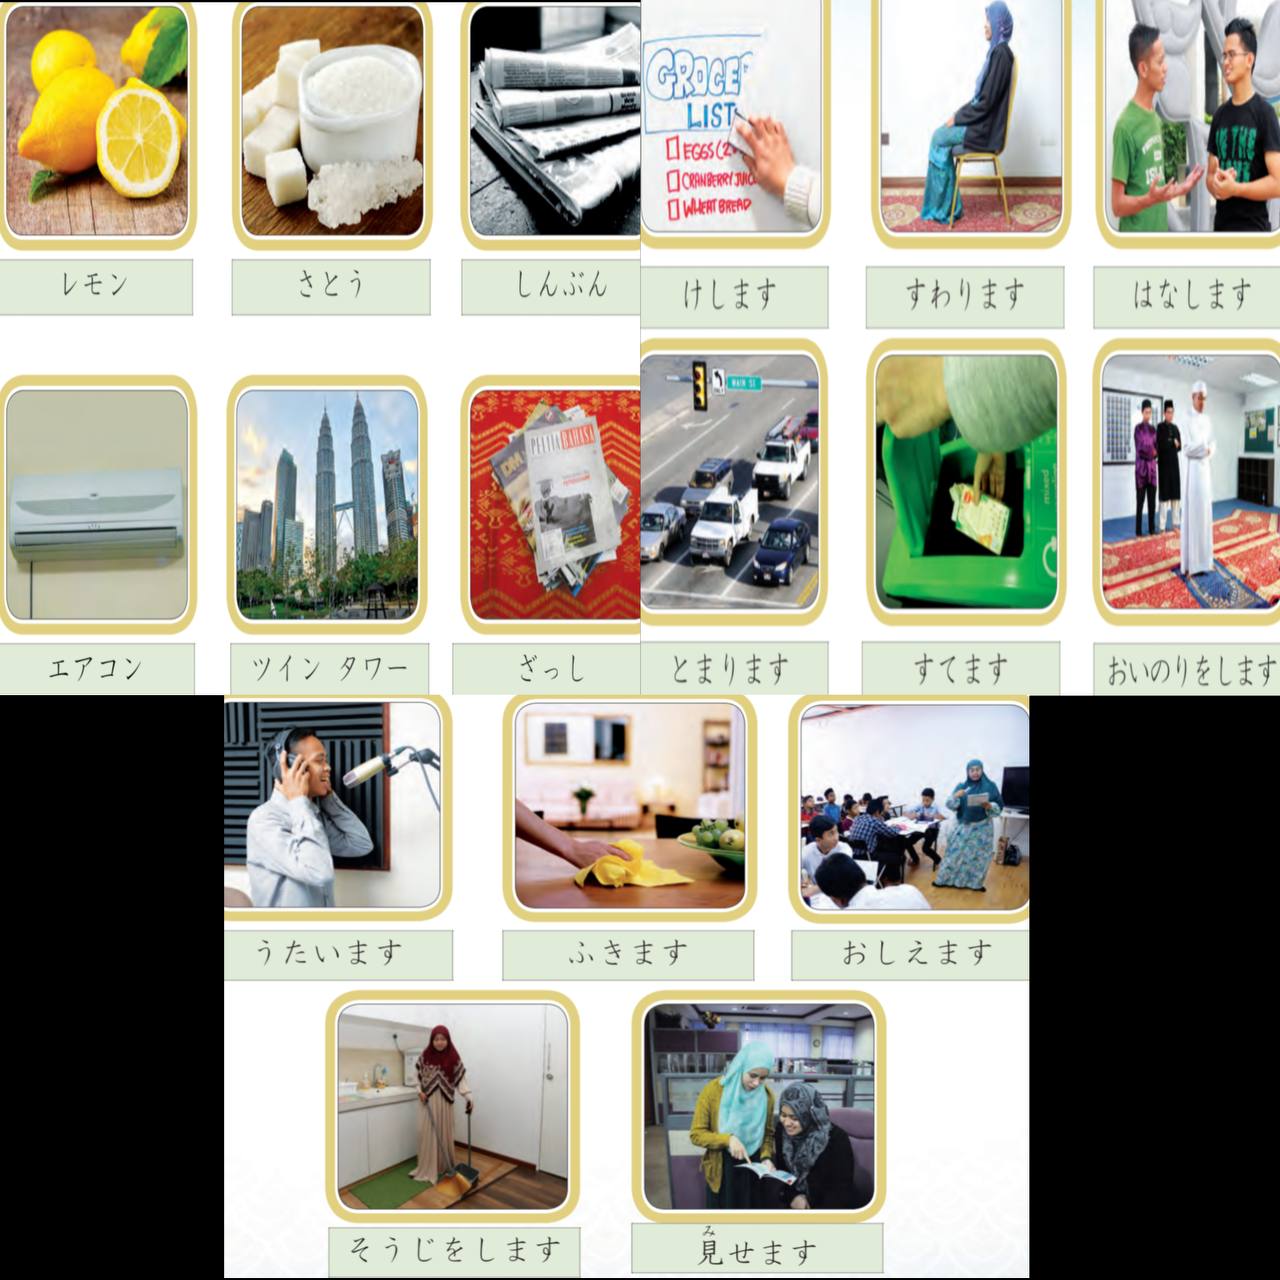 GROCER
LIST
EGGS (2
CRANBERRY JUIC
WHEAT BREAD
レモン
さとう
しんぶん
けします
すわります
はなします
MAIN ST
PELITA BAHASA
mixed
エアコン
ツイン タワー
ざっし
とまります
すてます
おいのりをします
うたいます
ふきます
おしえます
そうじをします
み
見せます